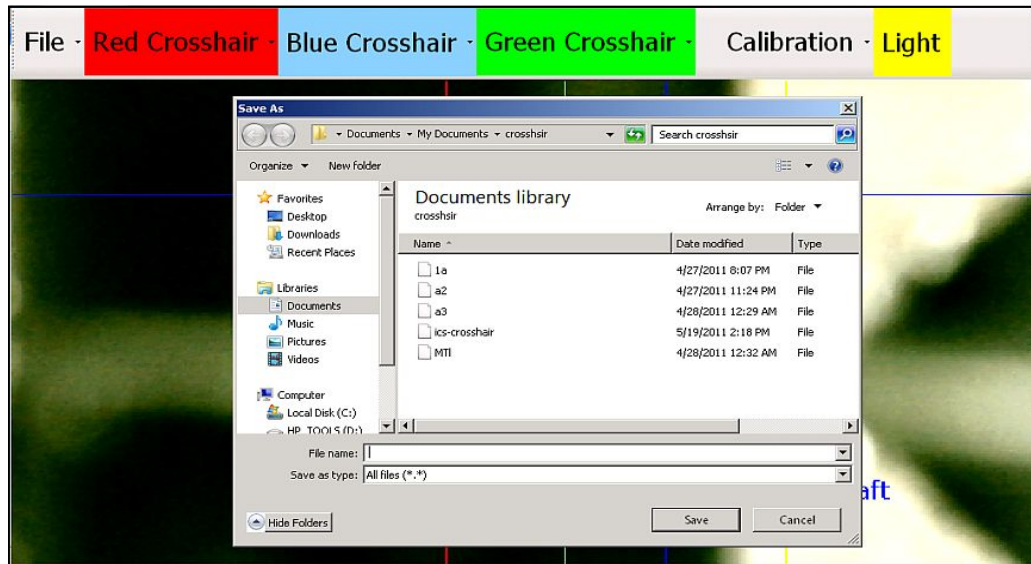 File Red Crosshair Blue Crosshair Green Crosshair Calibration Light
Save As
Documents My Documents crosshsir Search crosshsir
Organize New folder
Favorites
Desktop
Downloads
Recent Places
Libraries
Documents
Music
Pictures
Videos
Computer
Local Disk (C:)
HP_TOOLS (D:)
Documents library
crosshsir
Arrange by: Folder
Name Date modified Type
1a 4/27/2011 8:07 PM File
a2 4/27/2011 11:24 PM File
a3 4/28/2011 12:29 AM File
ics-crosshair 5/19/2011 2:18 PM File
MTl 4/28/2011 12:32 AM File
File name:
Save as type: All files (*.*)
Hide Folders Save Cancel
aft